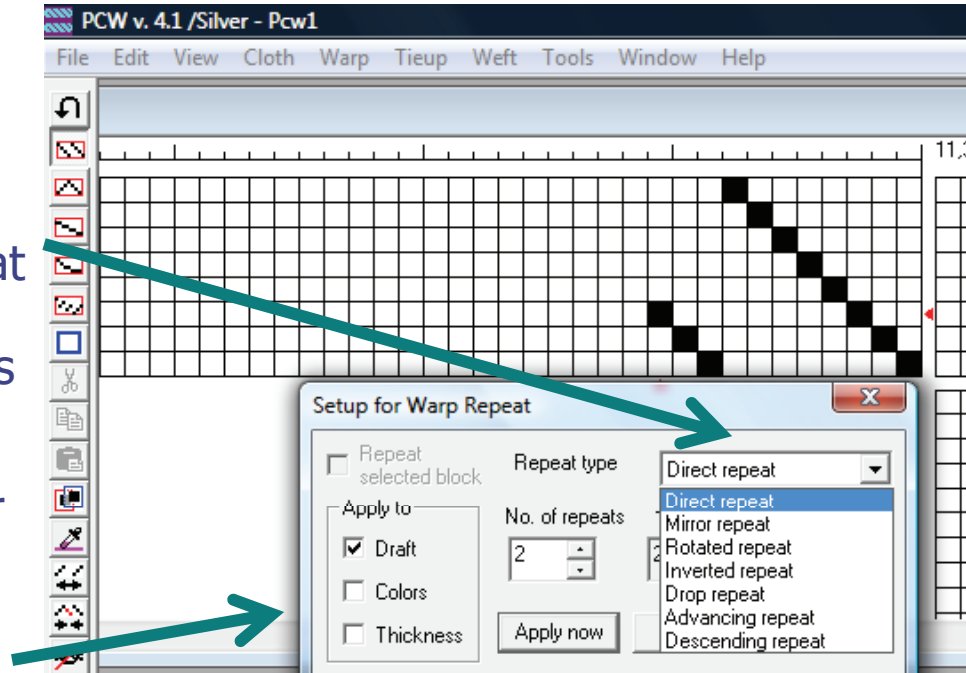 PCW v. 4.1 /Silver - Pcw1
File Edit View Cloth Warp Tieup Weft Tools Window Help
11,
at
s
Setup for Warp Repeat
Repeat
selected block
Repeat type
Direct repeat
Direct repeat
Mirror repeat
Rotated repeat
Inverted repeat
Drop repeat
Advancing repeat
Descending repeat
Apply to
Draft
Colors
Thickness
No. of repeats
2
Apply now